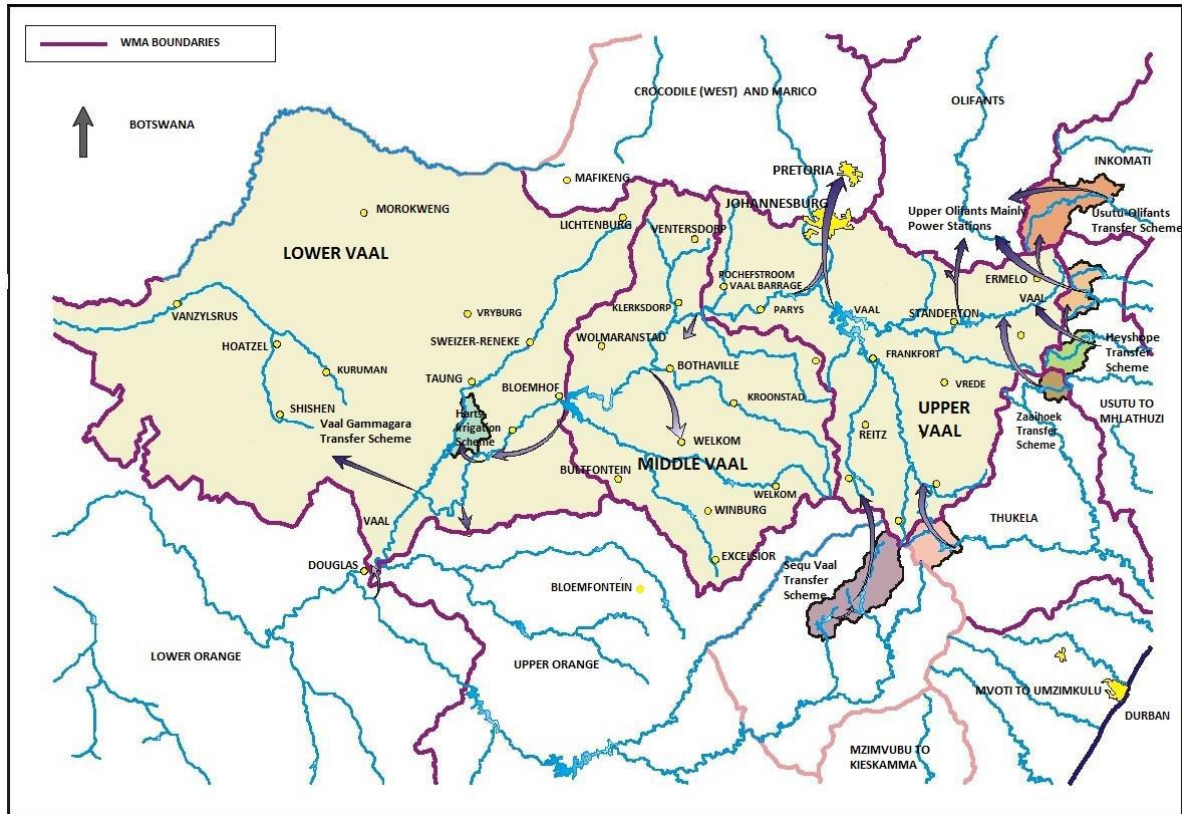 WMA BOUNDARIES
BOTSWANA
CROCODILE (WEST) AND MARICO
OLIFANTS
INKOMATI
MAFIKENG
PRETORIA
MOROKWENG
JOHANNESBURG
LICHTENBURG
VENTERSDORP
Upper Olifants Mainly
Power Stations
Usutu-Olifants
Transfer Scheme
LOWER VAAL
POCHEFSTROOM
VAAL BARRAGE
ERMELO
VAAL
VANZYLSRUS
VRYBURG
KLERKSDORP
PARYS
VAAL
STANDERTON
HOATZEL
SWEIZER-RENEKE
WOLMARANSTAD
FRANKFORT
Heyshope
Transfer
Scheme
KURUMAN
TAUNG
BLOEMHOF
BOTHAVILLE
VREDE
SHISHEN
Vaal Gammagara
Transfer Scheme
Harts
Irrigation
Scheme
KROONSTAD
UPPER
VAAL
Zaaihoek
Transfer
Scheme
USUTU TO
MHLATHUZI
REITZ
WELKOM
MIDDLE VAAL
BULTFONTEIN
WELKOM
WINBURG
VAAL
THUKELA
DOUGLAS
EXCELSIOR
Sequ Vaal
Transfer
Scheme
BLOEMFONTEIN
LOWER ORANGE
UPPER ORANGE
MVOTI TO UMZIMKULU
DURBAN
MZIMVUBU TO
KIESKAMMA